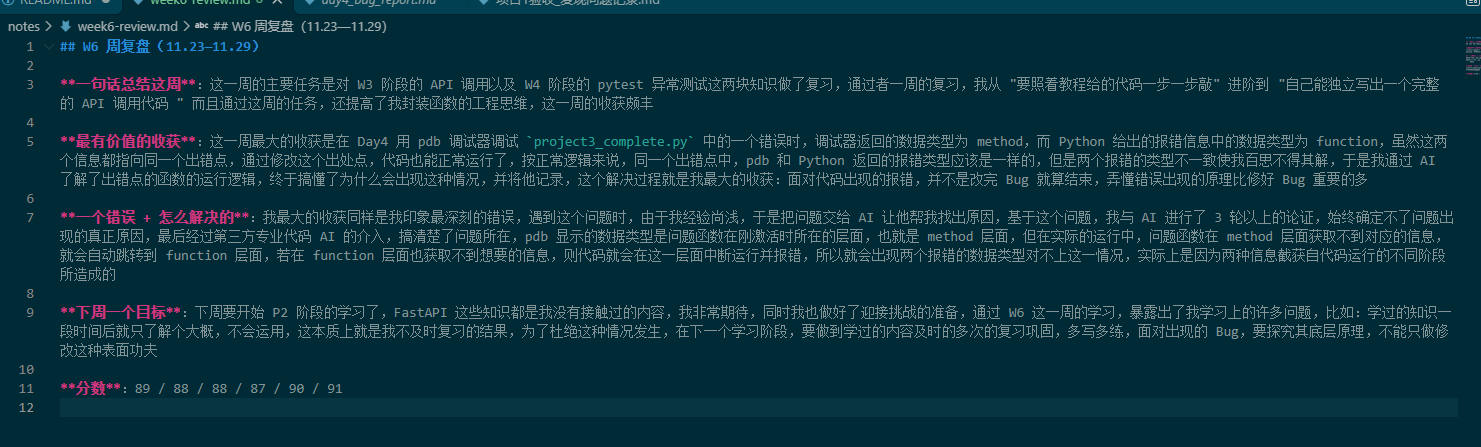 README.md
week6-review.md 6
day4_bug_report.md
项目1验收_复现问题记录.md
notes > week6-review.md > abc ## W6 周复盘（11.23—11.29）
1 ## W6 周复盘（11.23—11.29）
2
3 **一句话总结这周**：这一周的主要任务是对 W3 阶段的 API 调用以及 W4 阶段的 pytest 异常测试这两块知识做了复习，通过者一周的复习，我从 "要照着教程给的代码一步一步敲" 进阶到 "自己能独立写出一个完整
的 API 调用代码 " 而且通过这周的任务，还提高了我封装函数的工程思维，这一周的收获颇丰
4
5 **最有价值的收获**：这一周最大的收获是在 Day4 用 pdb 调试器调试 `project3_complete.py` 中的一个错误时，调试器返回的数据类型为 method，而 Python 给出的报错信息中的数据类型为 function，虽然这两
个信息都指向同一个出错点，通过修改这个出处点，代码也能正常运行了，按正常逻辑来说，同一个出错点中，pdb 和 Python 返回的报错类型应该是一样的，但是两个报错的类型不一致使我百思不得其解，于是我通过 AI
了解了出错点的函数的运行逻辑，终于搞懂了为什么会出现这种情况，并将他记录，这个解决过程就是我最大的收获：面对代码出现的报错，并不是改完 Bug 就算结束，弄懂错误出现的原理比修好 Bug 重要的多
6
7 **一个错误 + 怎么解决的**：我最大的收获同样是我印象最深刻的错误，遇到这个问题时，由于我经验尚浅，于是把问题交给 AI 让他帮我找出原因，基于这个问题，我与 AI 进行了 3 轮以上的论证，始终确定不了问题出
现的真正原因，最后经过第三方专业代码 AI 的介入，搞清楚了问题所在，pdb 显示的数据类型是问题函数在刚激活时所在的层面，也就是 method 层面，但在实际的运行中，问题函数在 method 层面获取不到对应的信息，
就会自动跳转到 function 层面，若在 function 层面也获取不到想要的信息，则代码就会在这一层面中断运行并报错，所以就会出现两个报错的数据类型对不上这一情况，实际上是因为两种信息截获自代码运行的不同阶段
所造成的
8
9 **下周一个目标**：下周要开始 P2 阶段的学习了，FastAPI 这些知识都是我没有接触过的内容，我非常期待，同时我也做好了迎接挑战的准备，通过 W6 这一周的学习，暴露出了我学习上的许多问题，比如：学过的知识一
段时间后就只了解个大概，不会运用，这本质上就是我不及时复习的结果，为了杜绝这种情况发生，在下一个学习阶段，要做到学过的内容及时的多次的复习巩固，多写多练，面对出现的 Bug，要探究其底层原理，不能只做修
改这种表面功夫
10
11 **分数**：89 / 88 / 88 / 87 / 90 / 91
12